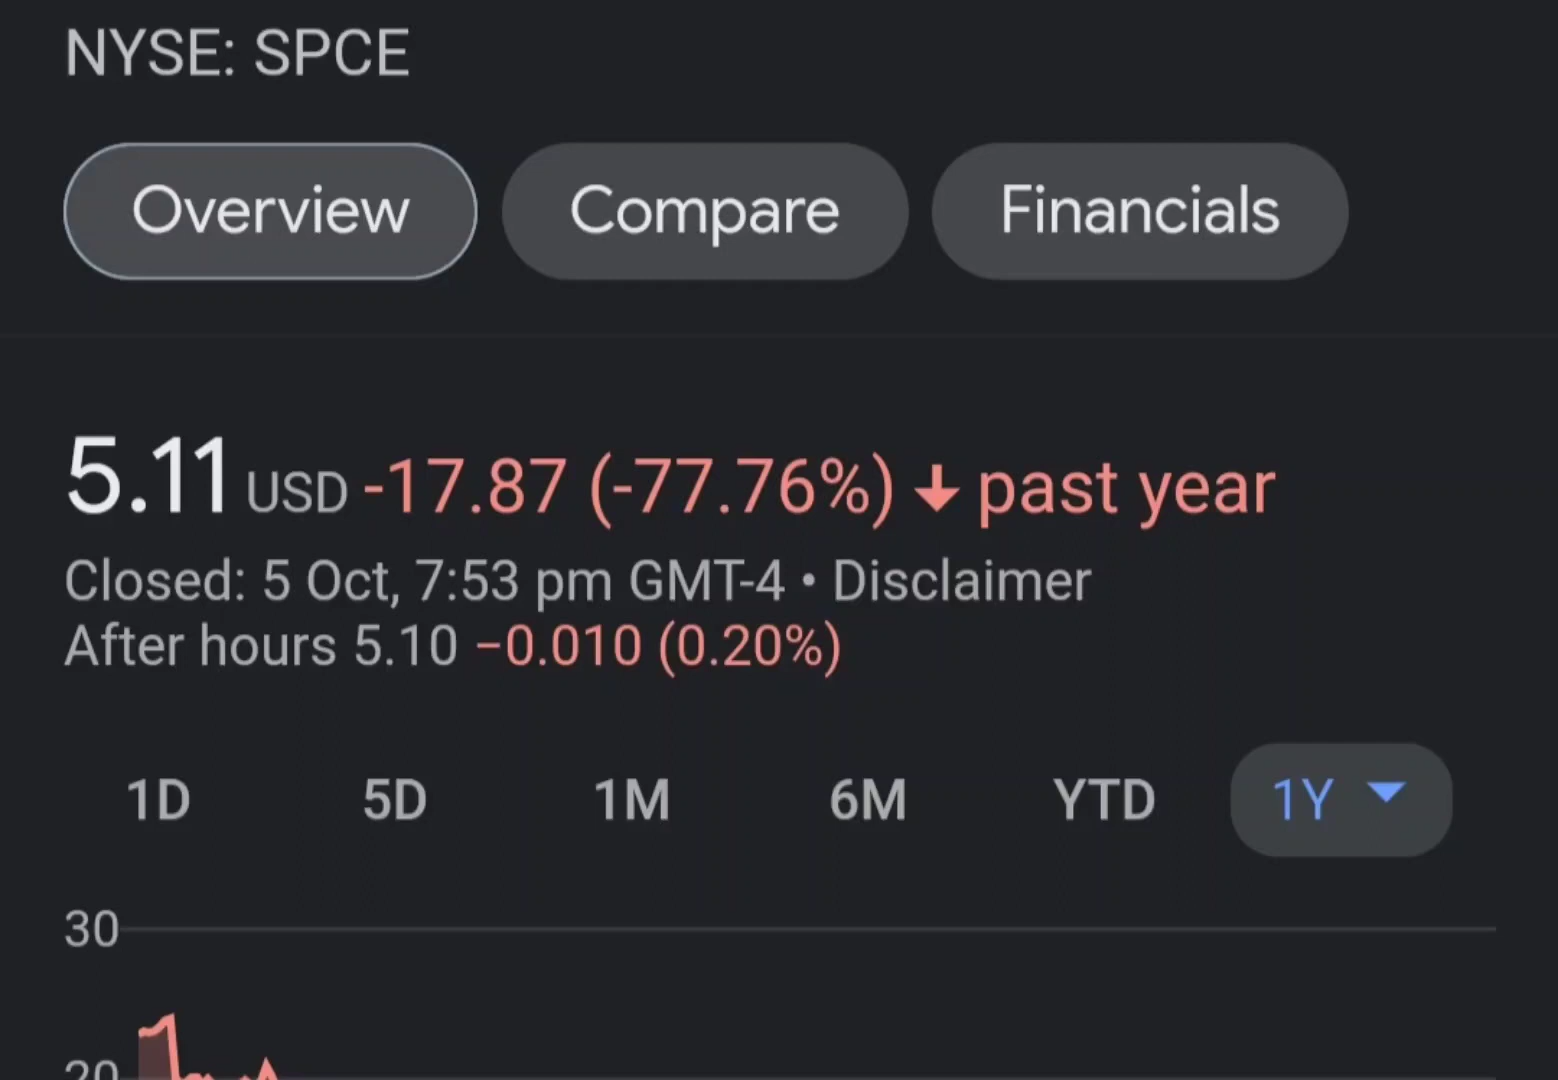 NYSE: SPCE
Overview Compare Financials
5.11 USD -17.87 (-77.76%) ↓ past year
Closed: 5 Oct, 7:53 pm GMT-4 • Disclaimer
After hours 5.10 −0.010 (0.20%)
1D 5D 1M 6M YTD 1Y
30
20